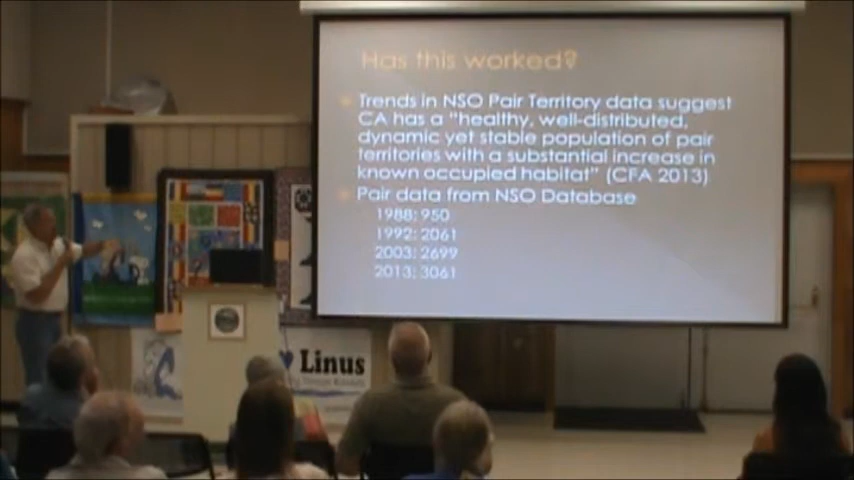 Has this worked?
Trends in NSO Pair Territory data suggest
CA has a "healthy, well-distributed,
dynamic yet stable population of pair
territories with a substantial increase in
known occupied habitat" (CFA 2013)
Pair data from NSO Database
1988: 950
1992: 2061
2003: 2699
2013: 3061
Linus